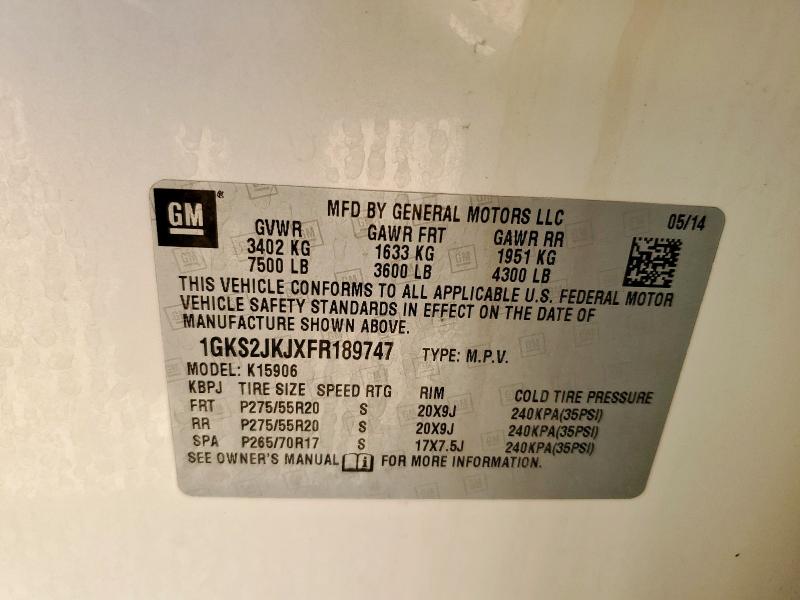 GM ®
MFD BY GENERAL MOTORS LLC 05/14
GVWR GAWR FRT GAWR RR
3402 KG 1633 KG 1951 KG
7500 LB 3600 LB 4300 LB
THIS VEHICLE CONFORMS TO ALL APPLICABLE U.S. FEDERAL MOTOR
VEHICLE SAFETY STANDARDS IN EFFECT ON THE DATE OF
MANUFACTURE SHOWN ABOVE.
1GKS2JKJXFR189747 TYPE: M.P.V.
MODEL: K15906
KBPJ TIRE SIZE SPEED RTG RIM COLD TIRE PRESSURE
FRT P275/55R20 S 20X9J 240KPA(35PSI)
RR P275/55R20 S 20X9J 240KPA(35PSI)
SPA P265/70R17 S 17X7.5J 240KPA(35PSI)
SEE OWNER'S MANUAL i FOR MORE INFORMATION.